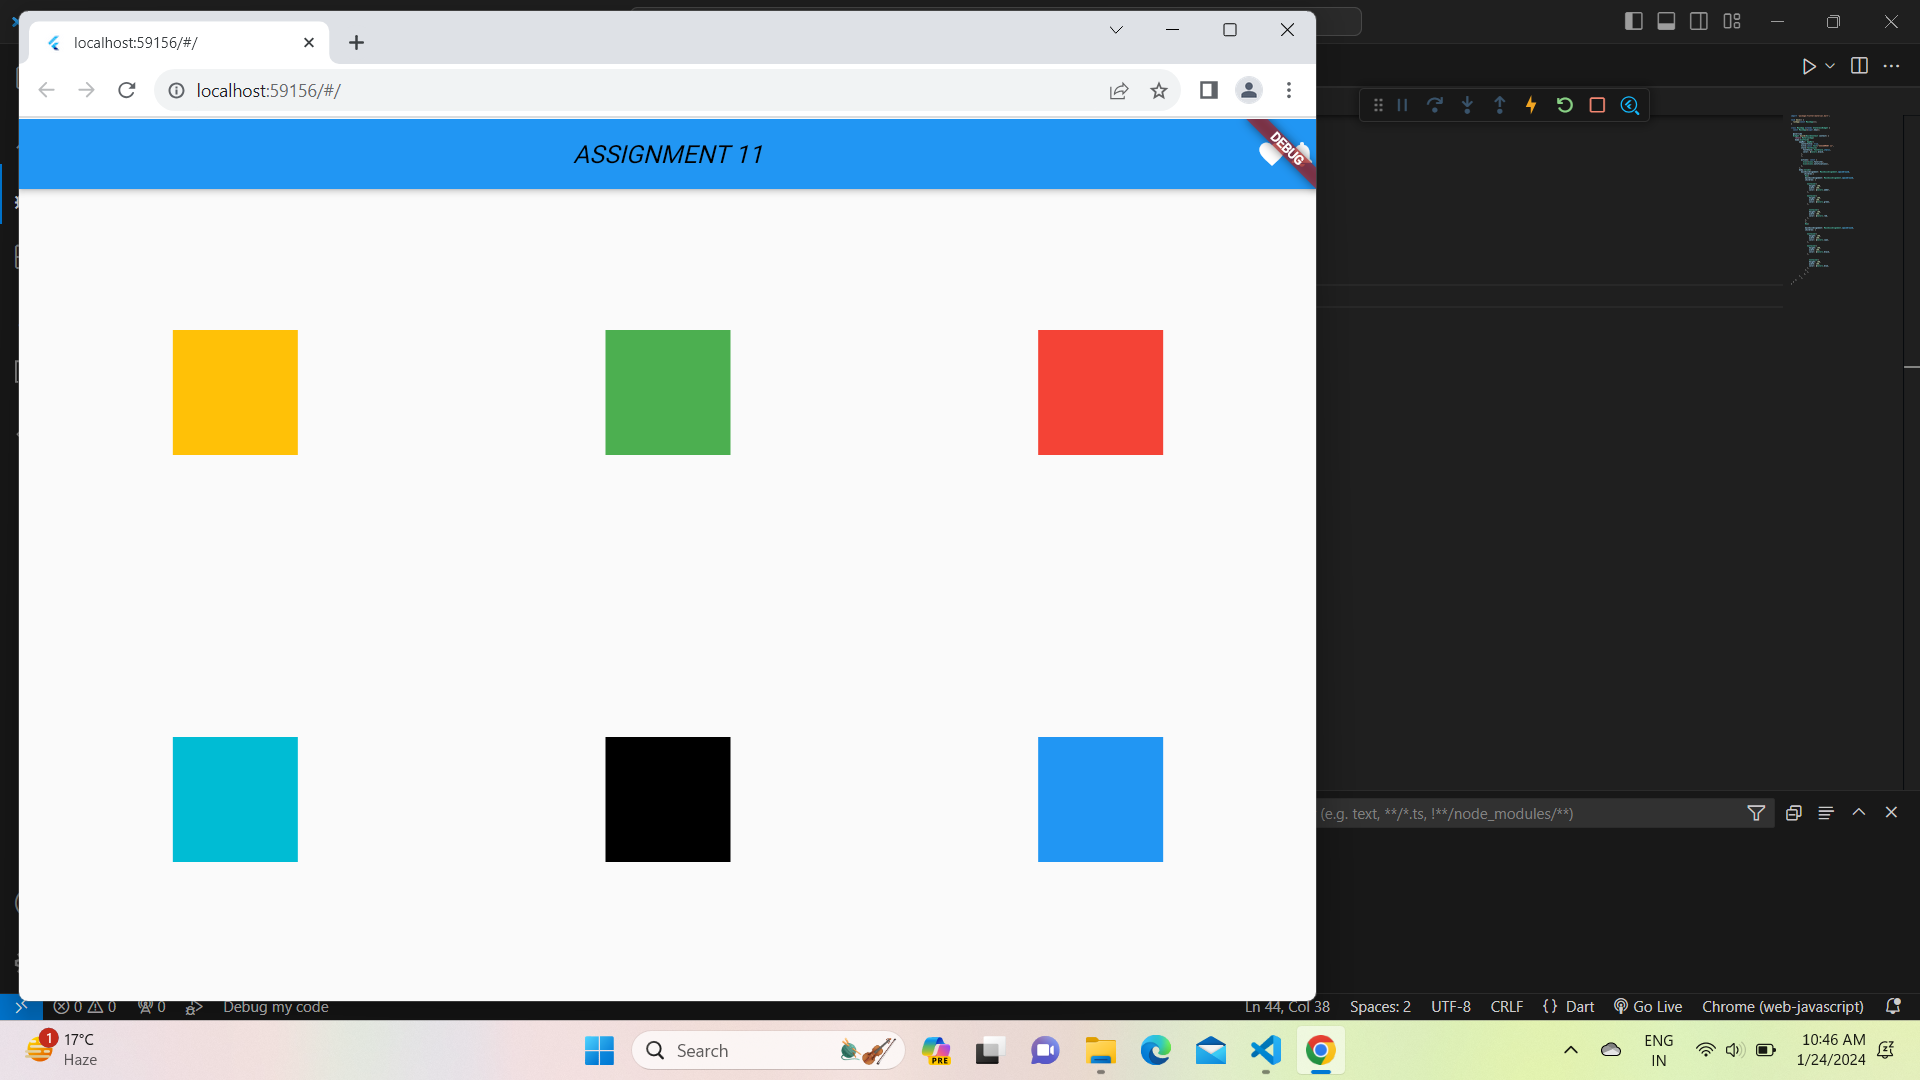 localhost:59156/#/
localhost:59156/#/
ASSIGNMENT 11
DEBUG
(e.g. text, **/*.ts, !**/node_modules/**)
0 0 0 Debug my code
Ln 44, Col 38 Spaces: 2 UTF-8 CRLF {} Dart Go Live Chrome (web-javascript)
1
17°C
Haze
Search
PRE
ENG
IN
10:46 AM
1/24/2024